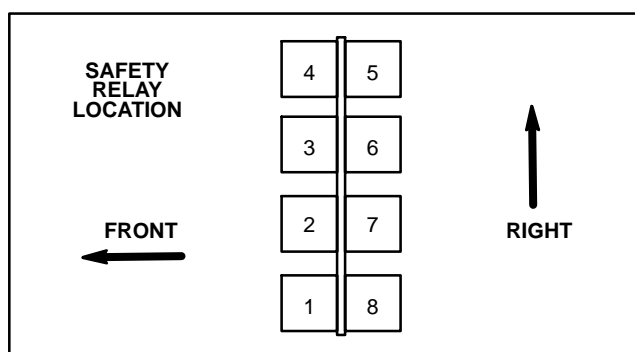 SAFETY
RELAY
LOCATION
4 5
3 6
2 7
1 8
FRONT
RIGHT